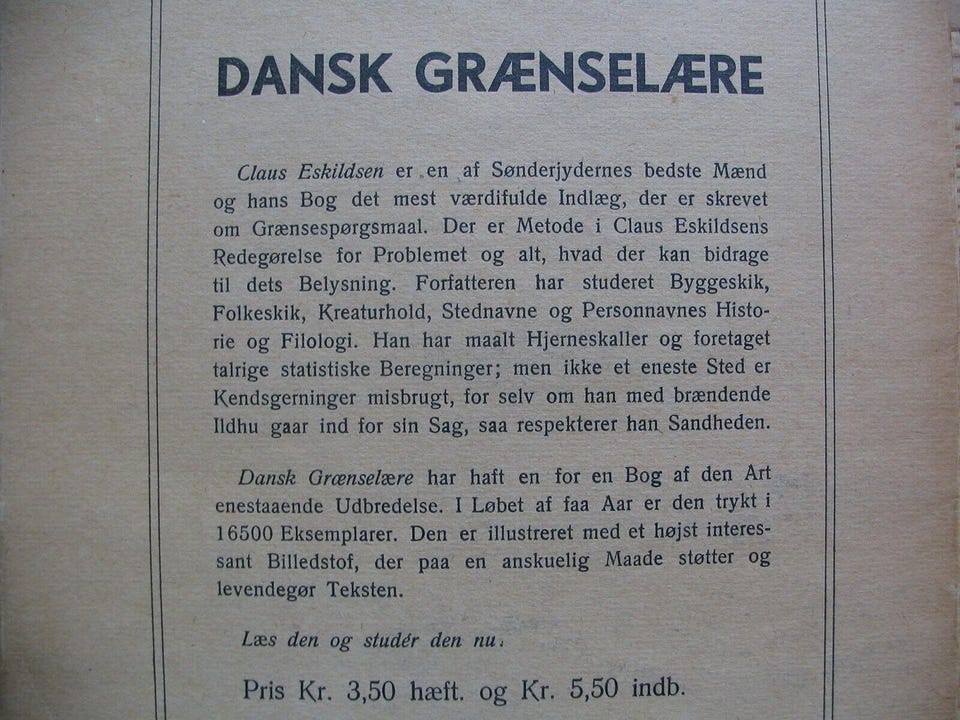 DANSK GRÆNSELÆRE
Claus Eskildsen er en af Sønderjydernes bedste Mænd
og hans Bog det mest værdifulde Indlæg, der er skrevet
om Grænsespørgsmaal. Der er Metode i Claus Eskildsens
Redegørelse for Problemet og alt, hvad der kan bidrage
til dets Belysning. Forfatteren har studeret Byggeskik,
Folkeskik, Kreaturhold, Stednavne og Personnavnes Histo-
rie og Filologi. Han har maalt Hjerneskaller og foretaget
talrige statistiske Beregninger; men ikke et eneste Sted er
Kendsgerninger misbrugt, for selv om han med brændende
Ildhu gaar ind for sin Sag, saa respekterer han Sandheden.
Dansk Grænselære har haft en for en Bog af den Art
enestaaende Udbredelse. I Løbet af faa Aar er den trykt i
16500 Eksemplarer. Den er illustreret med et højst interes-
sant Billedstof, der paa en anskuelig Maade støtter og
levendegør Teksten.
Læs den og studér den nu.
Pris Kr. 3,50 hæft. og Kr. 5,50 indb.